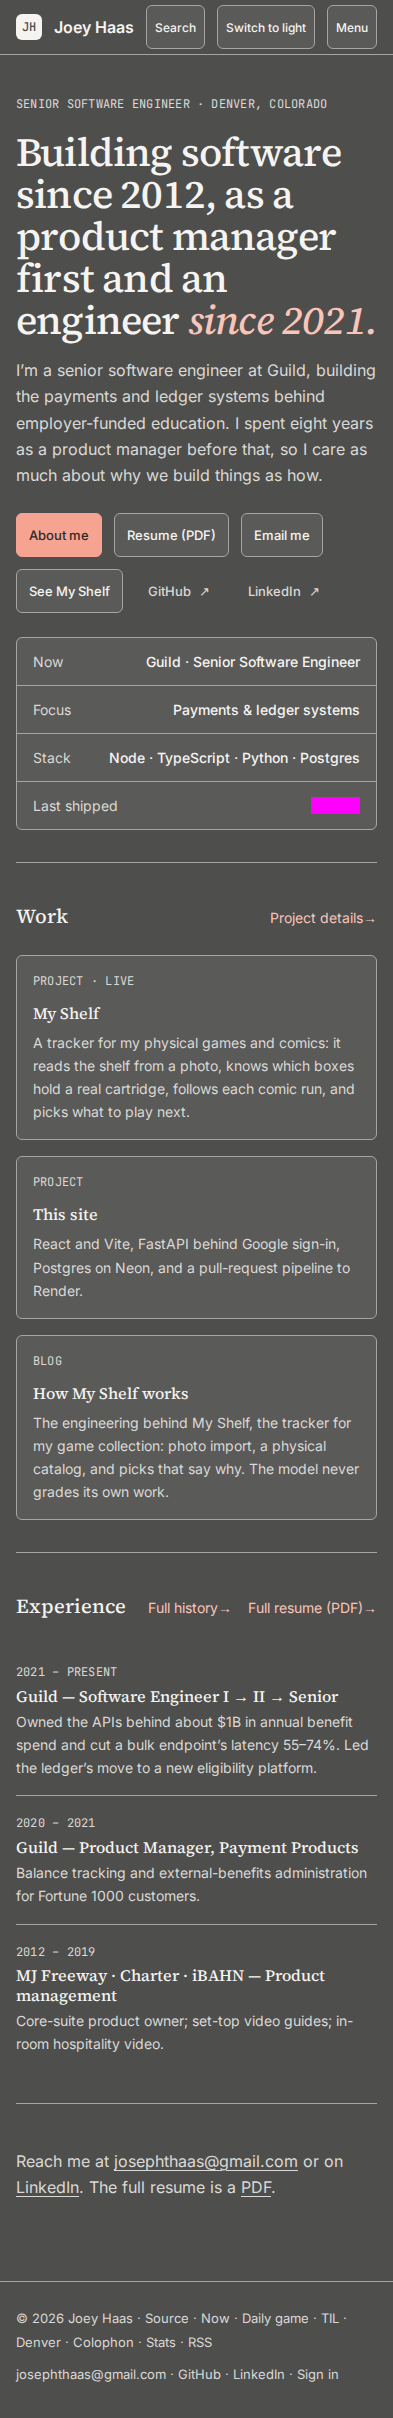 JH Joey Haas Search Switch to light Menu
SENIOR SOFTWARE ENGINEER · DENVER, COLORADO
Building software
since 2012, as a
product manager
first and an
engineer since 2021.
I’m a senior software engineer at Guild, building
the payments and ledger systems behind
employer-funded education. I spent eight years
as a product manager before that, so I care as
much about why we build things as how.
About me Resume (PDF) Email me
See My Shelf GitHub ↗ LinkedIn ↗
Now Guild · Senior Software Engineer
Focus Payments & ledger systems
Stack Node · TypeScript · Python · Postgres
Last shipped
Work Project details→
PROJECT · LIVE
My Shelf
A tracker for my physical games and comics: it
reads the shelf from a photo, knows which boxes
hold a real cartridge, follows each comic run, and
picks what to play next.
PROJECT
This site
React and Vite, FastAPI behind Google sign-in,
Postgres on Neon, and a pull-request pipeline to
Render.
BLOG
How My Shelf works
The engineering behind My Shelf, the tracker for
my game collection: photo import, a physical
catalog, and picks that say why. The model never
grades its own work.
Experience Full history→ Full resume (PDF)→
2021 – PRESENT
Guild — Software Engineer I → II → Senior
Owned the APIs behind about $1B in annual benefit
spend and cut a bulk endpoint’s latency 55–74%. Led
the ledger’s move to a new eligibility platform.
2020 – 2021
Guild — Product Manager, Payment Products
Balance tracking and external-benefits administration
for Fortune 1000 customers.
2012 – 2019
MJ Freeway · Charter · iBAHN — Product
management
Core-suite product owner; set-top video guides; in-
room hospitality video.
Reach me at josephthaas@gmail.com or on
LinkedIn. The full resume is a PDF.
© 2026 Joey Haas · Source · Now · Daily game · TIL ·
Denver · Colophon · Stats · RSS
josephthaas@gmail.com · GitHub · LinkedIn · Sign in